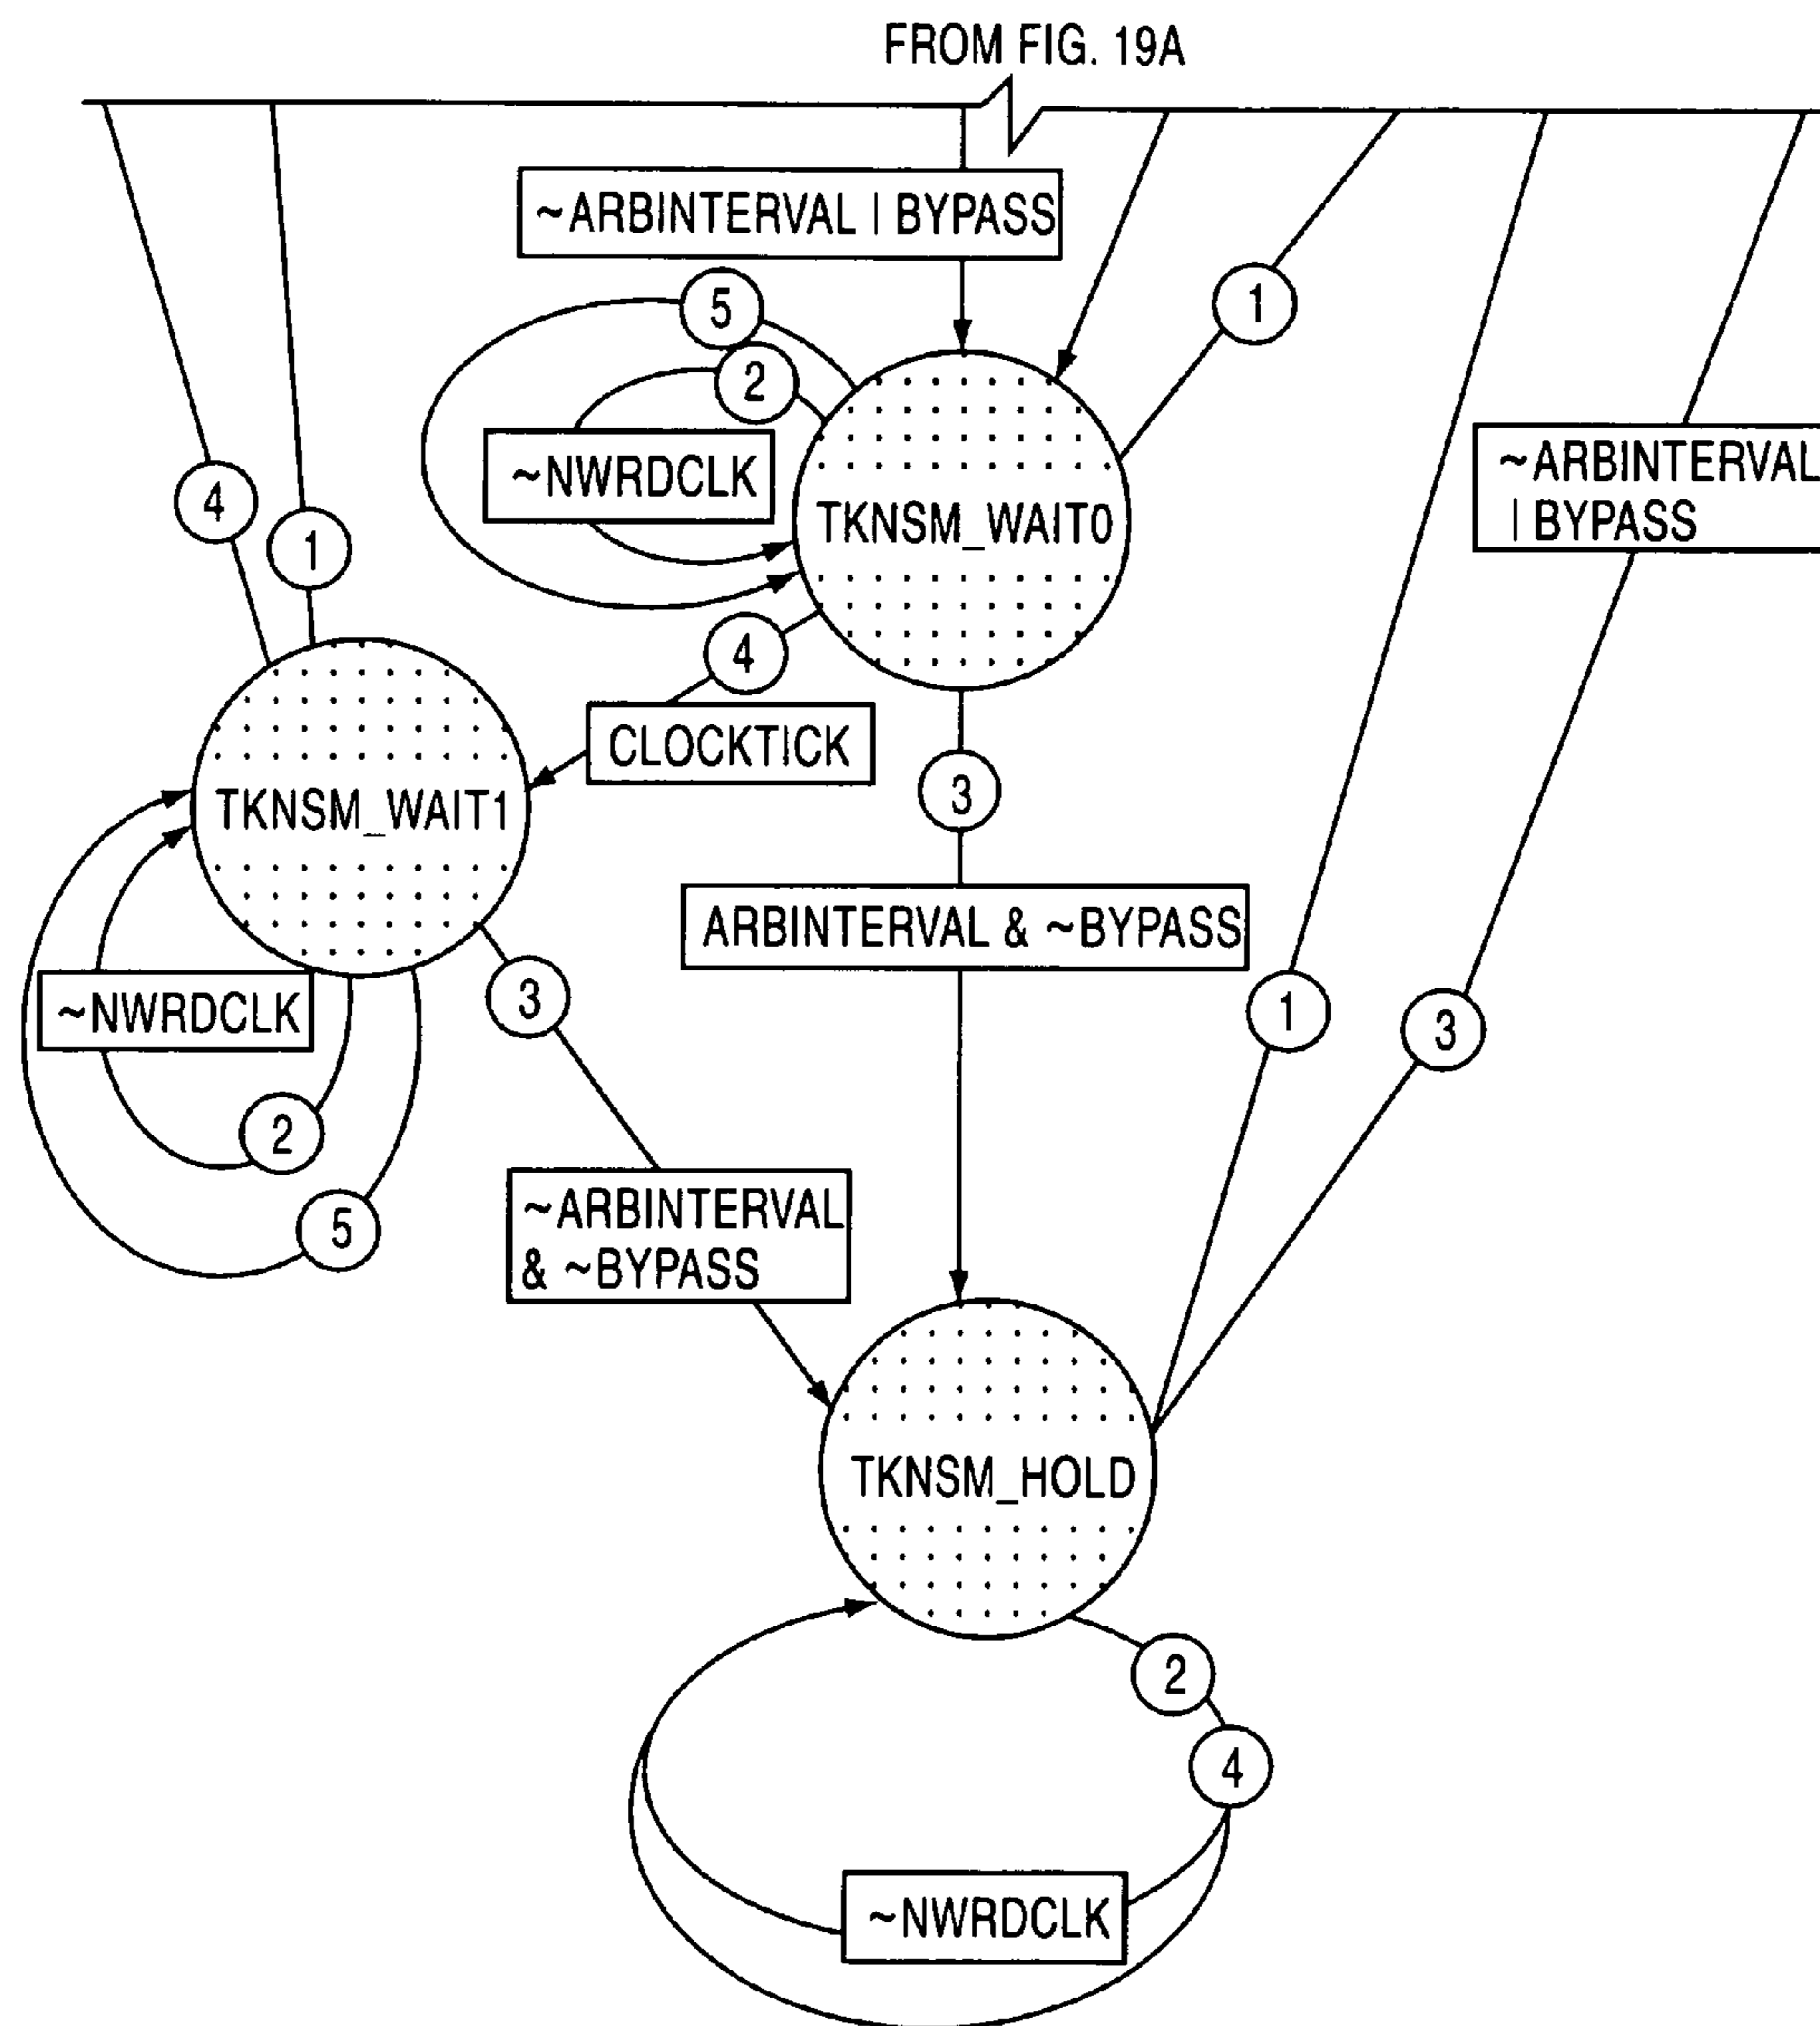 FROM FIG. 19A
~ARBINTERVAL | BYPASS
5
1
2
~ARBINTERVAL
| BYPASS
~NWRDCLK
4
TKNSM_WAIT0
1
4
CLOCKTICK
3
TKNSM_WAIT1
ARBINTERVAL & ~BYPASS
3
1
3
~NWRDCLK
2
5
~ARBINTERVAL
& ~BYPASS
TKNSM_HOLD
2
4
~NWRDCLK